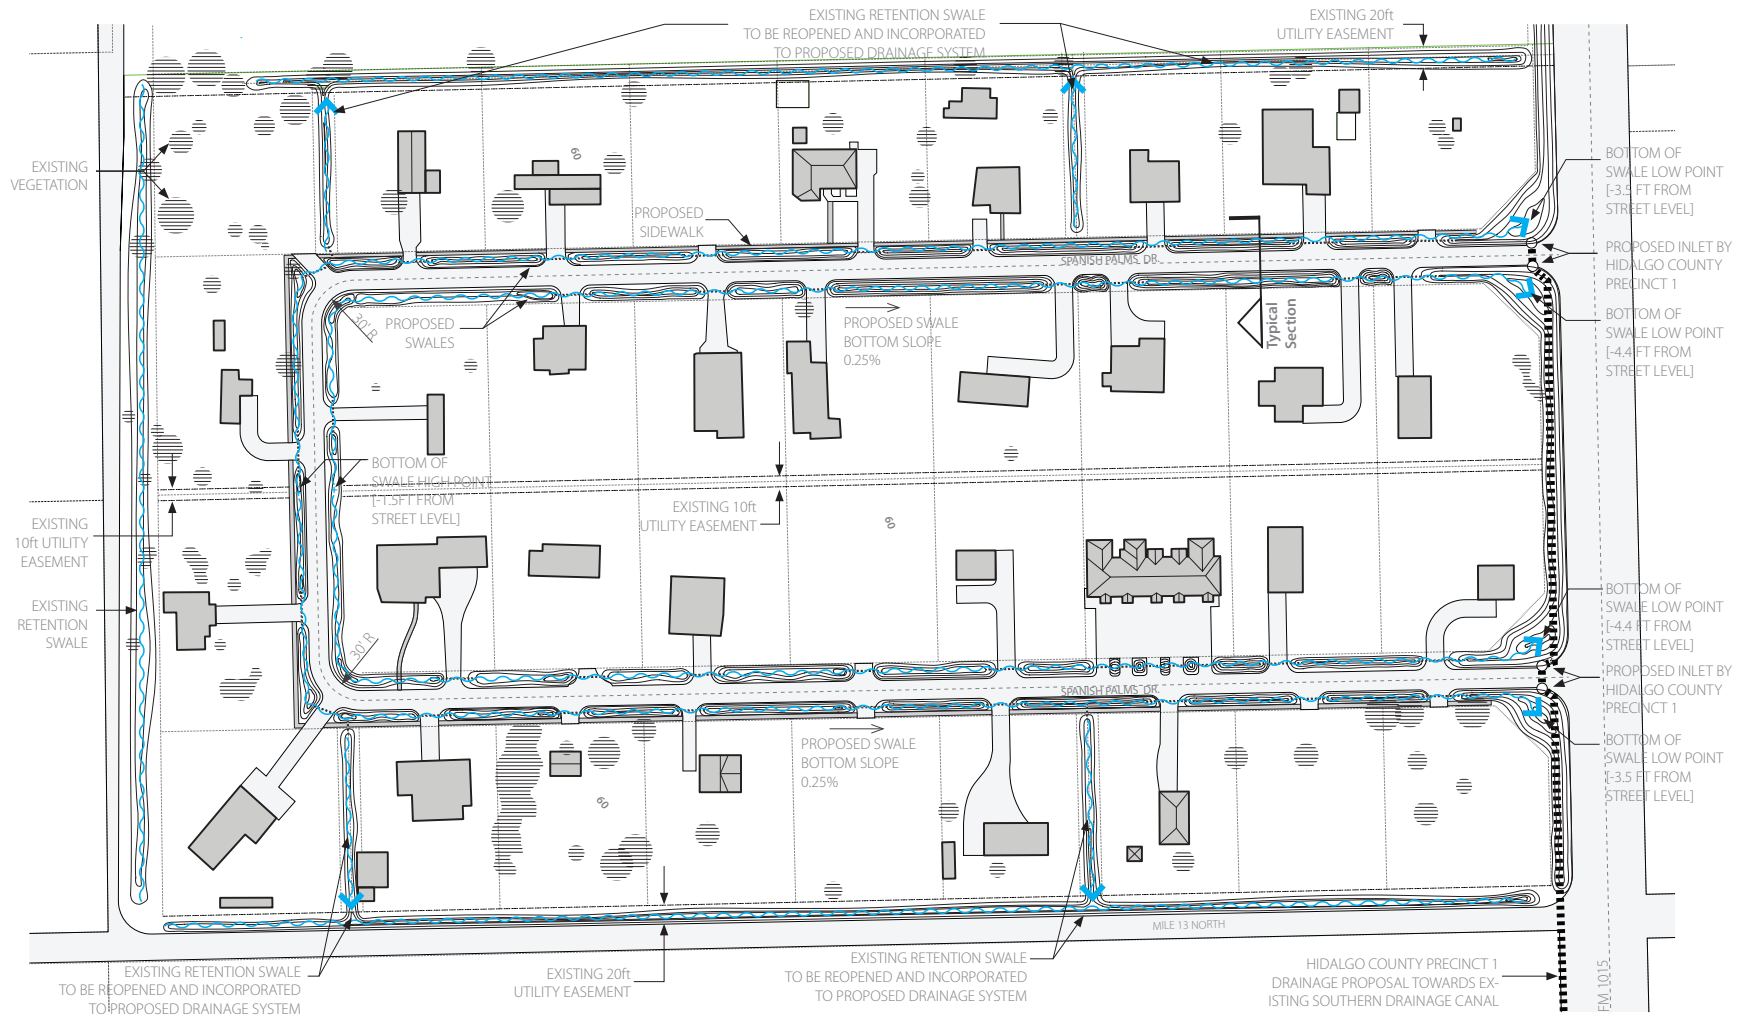 EXISTING RETENTION SWALE
TO BE REOPENED AND INCORPORATED
TO PROPOSED DRAINAGE SYSTEM
EXISTING 20ft
UTILITY EASEMENT
EXISTING
VEGETATION
60
BOTTOM OF
SWALE LOW POINT
[-3.5 FT FROM
STREET LEVEL]
PROPOSED
SIDEWALK
PROPOSED INLET BY
HIDALGO COUNTY
PRECINCT 1
SPANISH PALMS DR.
30' R
PROPOSED
SWALES
PROPOSED SWALE
BOTTOM SLOPE
0.25%
Typical
Section
BOTTOM OF
SWALE LOW POINT
[-4.4 FT FROM
STREET LEVEL]
BOTTOM OF
SWALE HIGH POINT
[-1.5FT FROM
STREET LEVEL]
EXISTING 10ft
UTILITY EASEMENT
60
EXISTING
10ft UTILITY
EASEMENT
EXISTING
RETENTION
SWALE
30' R
BOTTOM OF
SWALE LOW POINT
[-4.4 FT FROM
STREET LEVEL]
PROPOSED INLET BY
HIDALGO COUNTY
PRECINCT 1
SPANISH PALMS DR.
PROPOSED SWALE
BOTTOM SLOPE
0.25%
BOTTOM OF
SWALE LOW POINT
[-3.5 FT FROM
STREET LEVEL]
60
MILE 13 NORTH
EXISTING RETENTION SWALE
TO BE REOPENED AND INCORPORATED
TO PROPOSED DRAINAGE SYSTEM
EXISTING 20ft
UTILITY EASEMENT
EXISTING RETENTION SWALE
TO BE REOPENED AND INCORPORATED
TO PROPOSED DRAINAGE SYSTEM
HIDALGO COUNTY PRECINCT 1
DRAINAGE PROPOSAL TOWARDS EX-
ISTING SOUTHERN DRAINAGE CANAL
FM 1015